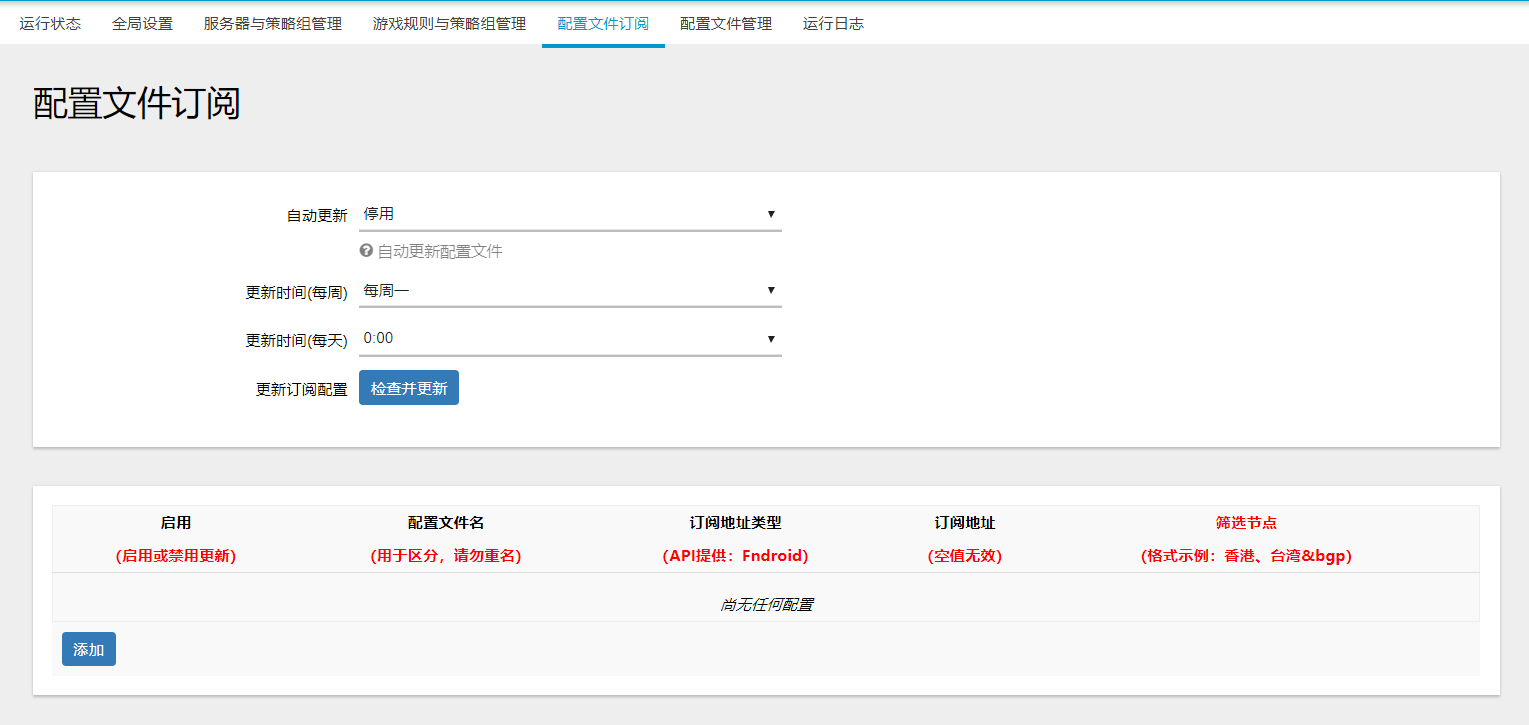 运行状态 全局设置 服务器与策略组管理 游戏规则与策略组管理 配置文件订阅 配置文件管理 运行日志
配置文件订阅
自动更新 停用
自动更新配置文件
更新时间(每周) 每周一
更新时间(每天) 0:00
更新订阅配置 检查并更新
启用 配置文件名 订阅地址类型 订阅地址 筛选节点
(启用或禁用更新) (用于区分，请勿重名) (API提供：Fndroid) (空值无效) (格式示例：香港、台湾&bgp)
尚无任何配置
添加